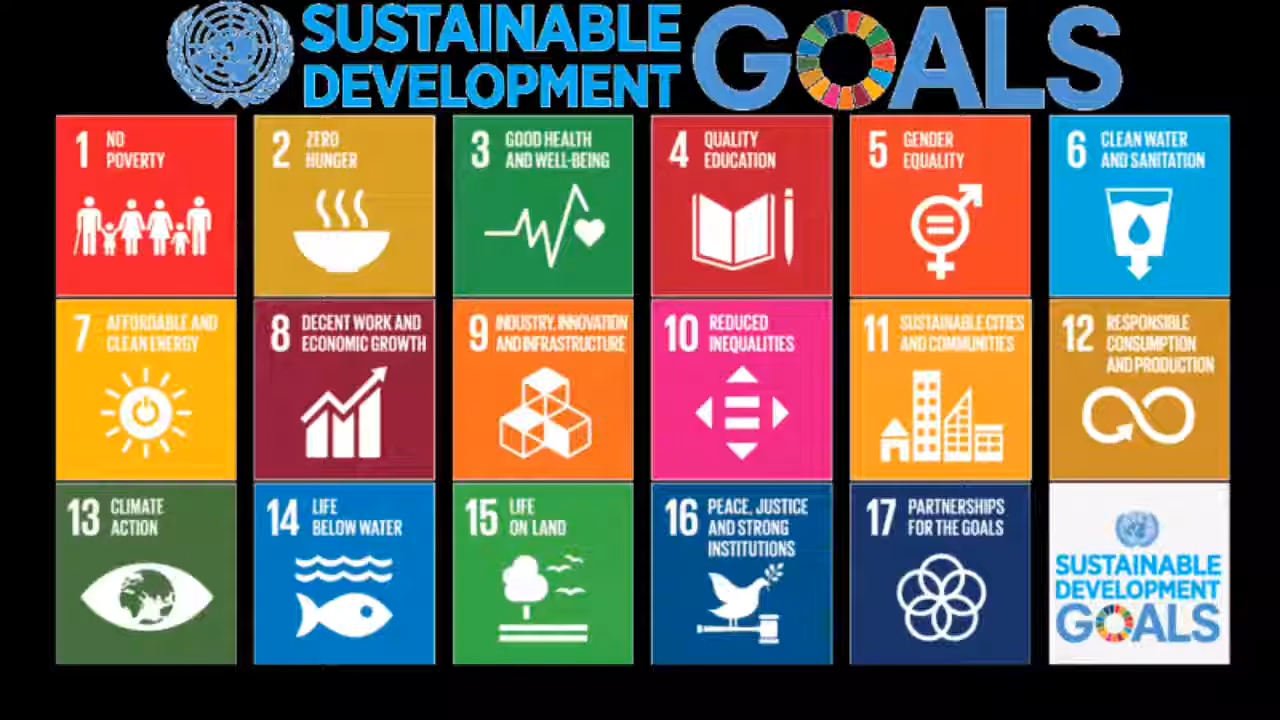 SUSTAINABLE
DEVELOPMENT
GOALS
1 NO
POVERTY
2 ZERO
HUNGER
3 GOOD HEALTH
AND WELL-BEING
4 QUALITY
EDUCATION
5 GENDER
EQUALITY
6 CLEAN WATER
AND SANITATION
7 AFFORDABLE AND
CLEAN ENERGY
8 DECENT WORK AND
ECONOMIC GROWTH
9 INDUSTRY, INNOVATION
AND INFRASTRUCTURE
10 REDUCED
INEQUALITIES
11 SUSTAINABLE CITIES
AND COMMUNITIES
12 RESPONSIBLE
CONSUMPTION
AND PRODUCTION
13 CLIMATE
ACTION
14 LIFE
BELOW WATER
15 LIFE
ON LAND
16 PEACE, JUSTICE
AND STRONG
INSTITUTIONS
17 PARTNERSHIPS
FOR THE GOALS
SUSTAINABLE
DEVELOPMENT
GOALS